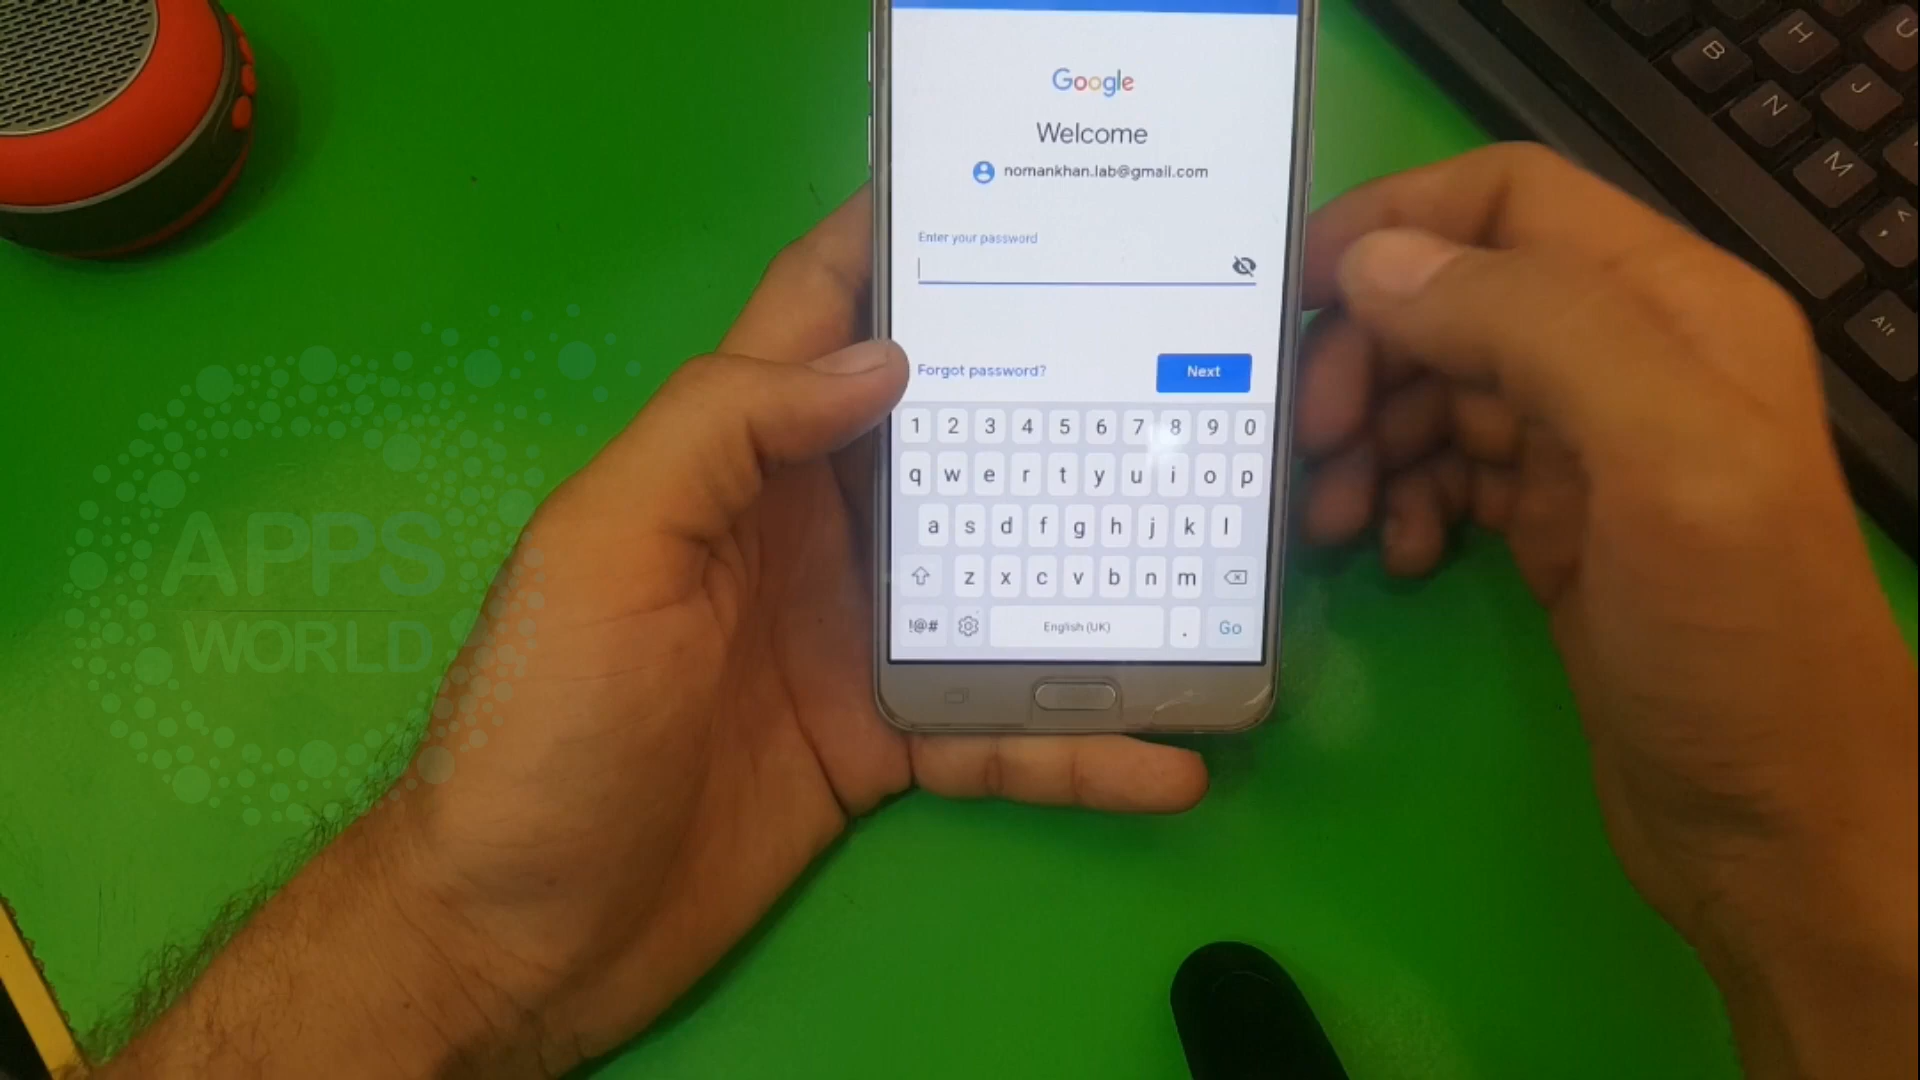 Google
Welcome
nomankhan.lab@gmail.com
Enter your password
Forgot password?
Next
1 2 3 4 5 6 7 8 9 0
q w e r t y u i o p
a s d f g h j k l
z x c v b n m
!@# English (UK) . Go
APPS
WORLD
B H U
N J
M
Alt